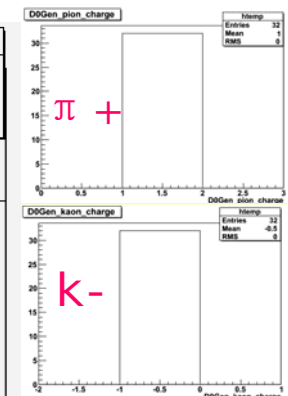 D0Gen_pion_charge
htemp
Entries 32
Mean 1
RMS 0
30
25
20
15
10
5
0
π +
0 0.5 1 1.5 2 2.5 3
D0Gen_pion_charge
D0Gen_kaon_charge
htemp
Entries 32
Mean -0.5
RMS 0
30
25
20
15
10
5
0
k-
-2 -1.5 -1 -0.5 0 0.5 1
D0Gen_kaon_charge